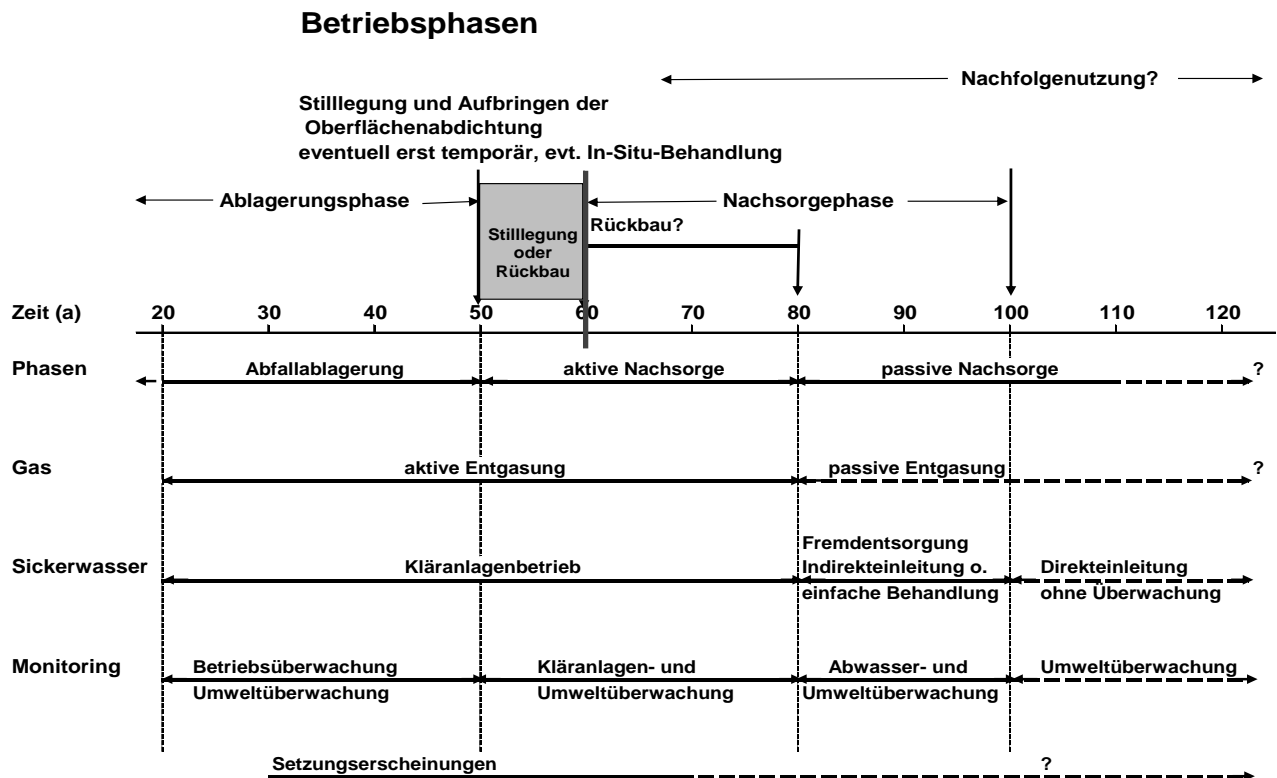 Betriebsphasen
Nachfolgenutzung?
Stilllegung und Aufbringen der
Oberflächenabdichtung
eventuell erst temporär, evt. In-Situ-Behandlung
Ablagerungsphase
Nachsorgephase
Rückbau?
Stilllegung
oder
Rückbau
Zeit (a) 20 30 40 50 60 70 80 90 100 110 120
Phasen Abfallablagerung aktive Nachsorge passive Nachsorge ?
Gas aktive Entgasung passive Entgasung ?
Fremdentsorgung
Sickerwasser Kläranlagenbetrieb Indirekteinleitung o. Direkteinleitung
einfache Behandlung ohne Überwachung
Monitoring Betriebsüberwachung Kläranlagen- und Abwasser- und Umweltüberwachung
Umweltüberwachung Umweltüberwachung Umweltüberwachung
Setzungserscheinungen ?